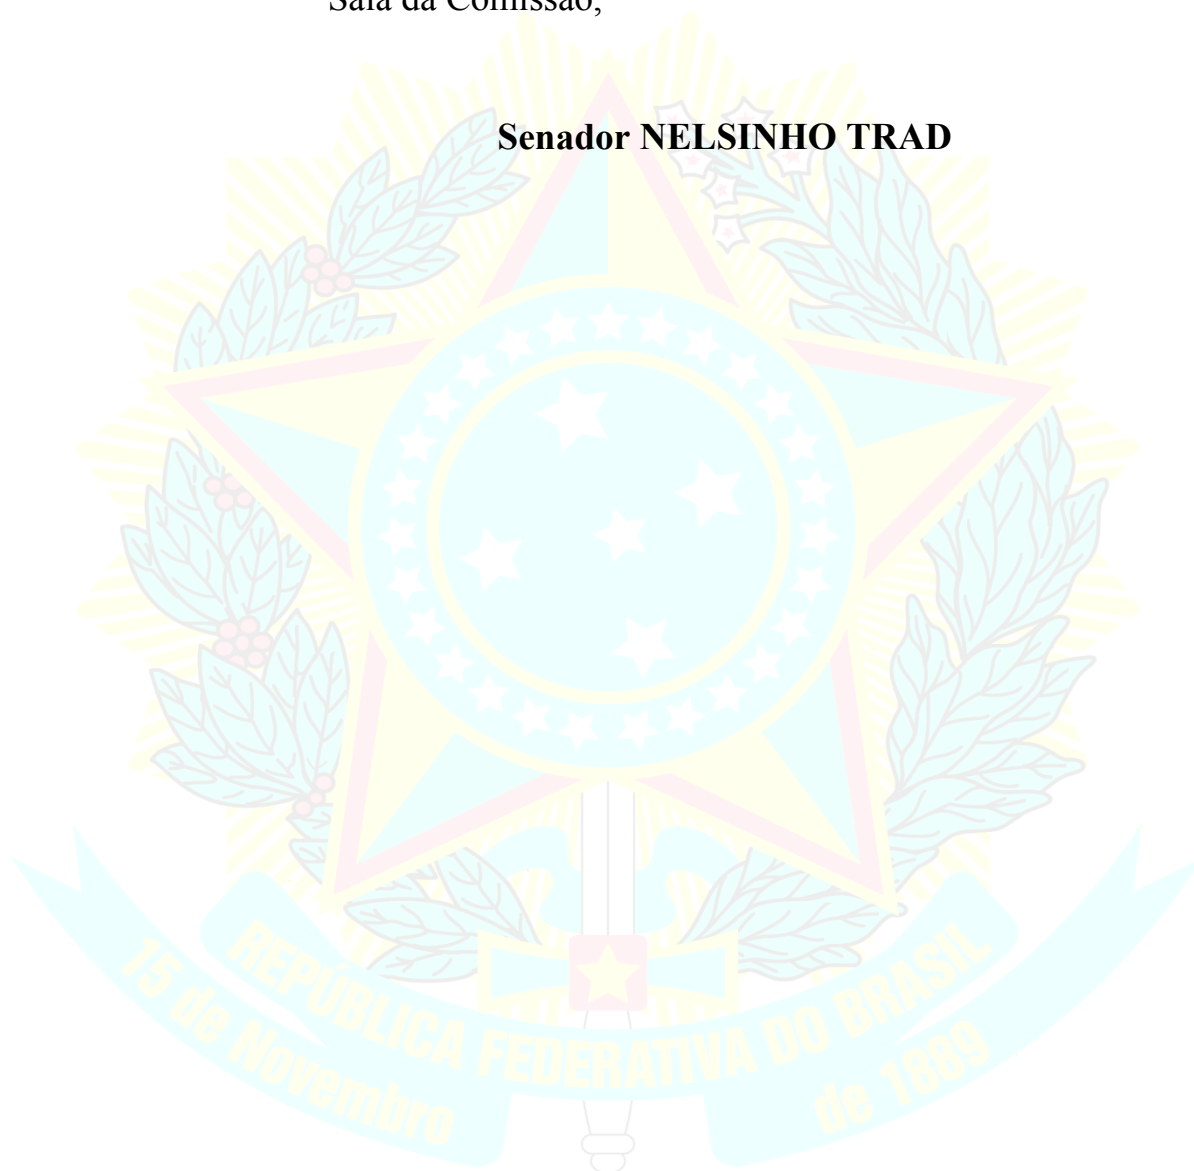 Sala da Comissão,
Senador NELSINHO TRAD
REPÚBLICA FEDERATIVA DO BRASIL
15 de Novembro
de 1889